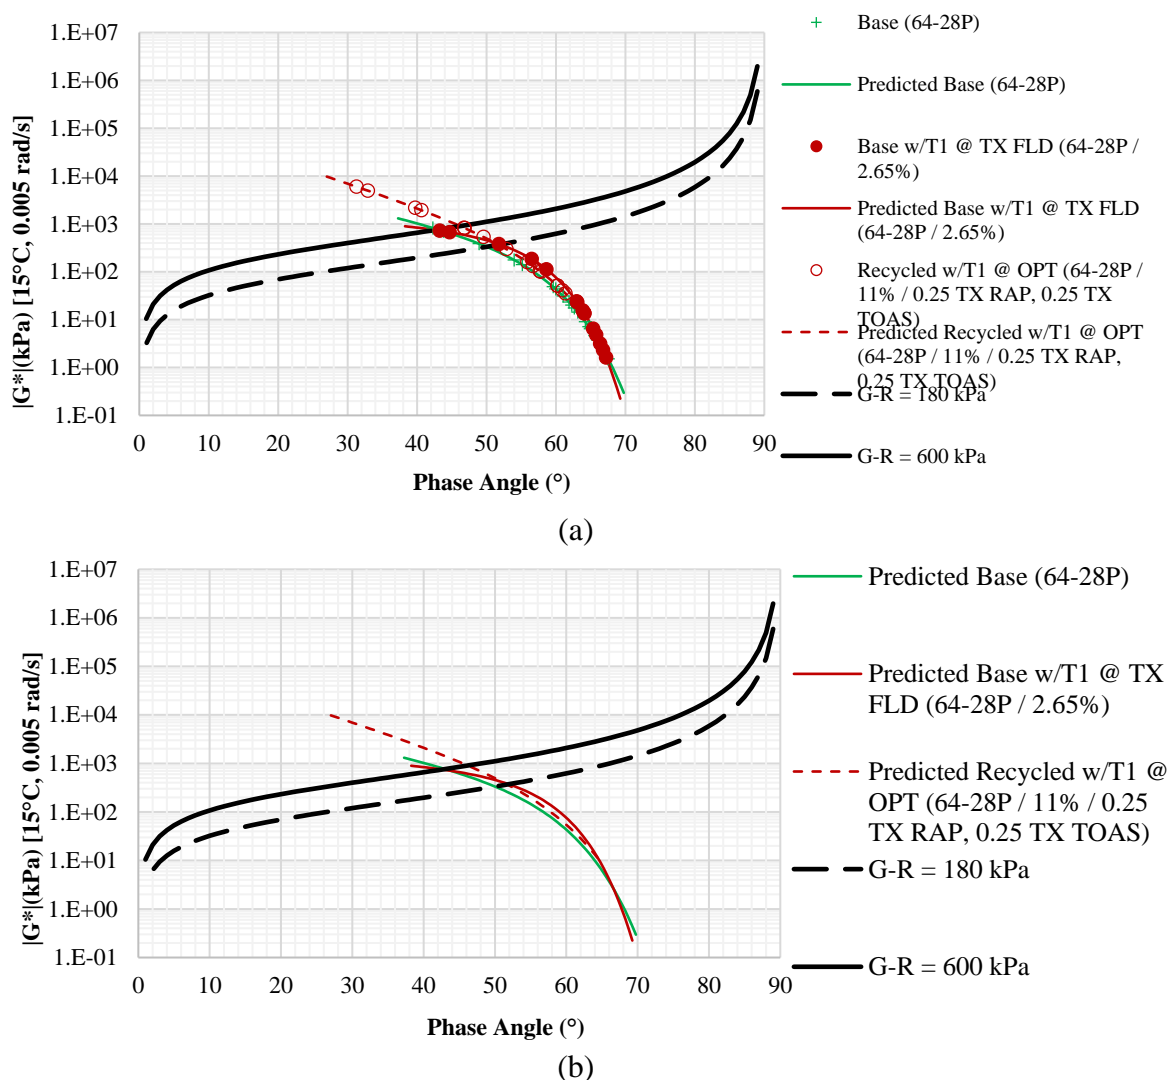 1.E+07
1.E+06
1.E+05
1.E+04
1.E+03
1.E+02
1.E+01
1.E+00
1.E-01
|G*|(kPa) [15°C, 0.005 rad/s]
0 10 20 30 40 50 60 70 80 90
Phase Angle (°)
Base (64-28P)
Predicted Base (64-28P)
Base w/T1 @ TX FLD (64-28P /
2.65%)
Predicted Base w/T1 @ TX FLD
(64-28P / 2.65%)
Recycled w/T1 @ OPT (64-28P /
11% / 0.25 TX RAP, 0.25 TX
TOAS)
Predicted Recycled w/T1 @ OPT
(64-28P / 11% / 0.25 TX RAP,
0.25 TX TOAS)
G-R = 180 kPa
G-R = 600 kPa
(a)
1.E+07
1.E+06
1.E+05
1.E+04
1.E+03
1.E+02
1.E+01
1.E+00
1.E-01
|G*|(kPa) [15°C, 0.005 rad/s]
0 10 20 30 40 50 60 70 80 90
Phase Angle (°)
Predicted Base (64-28P)
Predicted Base w/T1 @ TX
FLD (64-28P / 2.65%)
Predicted Recycled w/T1 @
OPT (64-28P / 11% / 0.25
TX RAP, 0.25 TX TOAS)
G-R = 180 kPa
G-R = 600 kPa
(b)